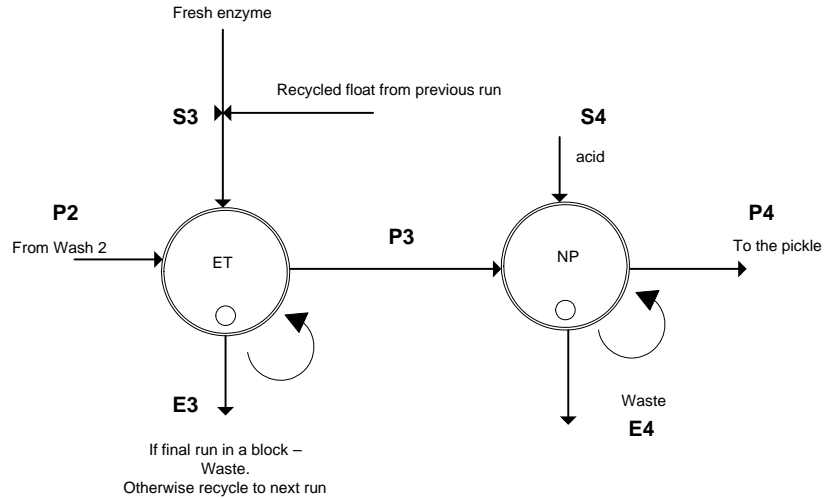 Fresh enzyme
Recycled float from previous run
S3
S4
acid
P2
From Wash 2
ET
P3
NP
P4
To the pickle
E3
If final run in a block –
Waste.
Otherwise recycle to next run
Waste
E4